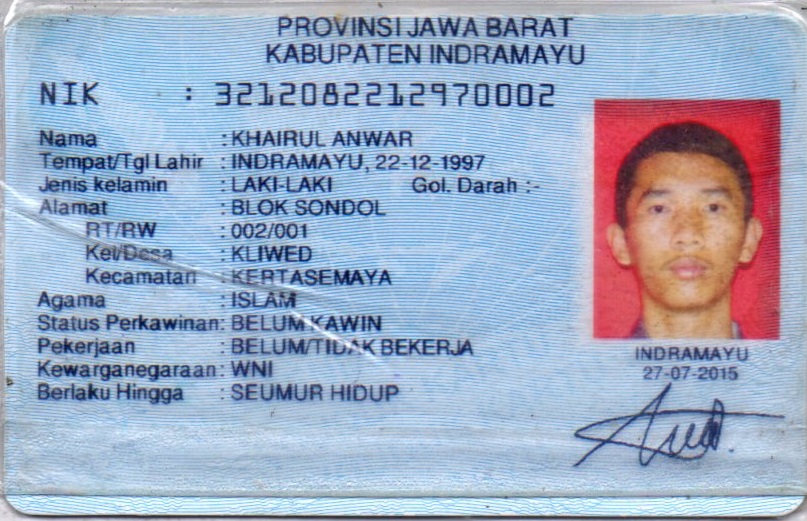 PROVINSI JAWA BARAT
KABUPATEN INDRAMAYU
NIK : 3212082212970002
Nama : KHAIRUL ANWAR
Tempat/Tgl Lahir : INDRAMAYU, 22-12-1997
Jenis kelamin : LAKI-LAKI Gol. Darah :-
Alamat : BLOK SONDOL
RT/RW : 002/001
Kel/Desa : KLIWED
Kecamatan : KERTASEMAYA
Agama : ISLAM
Status Perkawinan: BELUM KAWIN
Pekerjaan : BELUM/TIDAK BEKERJA
Kewarganegaraan: WNI
Berlaku Hingga : SEUMUR HIDUP
INDRAMAYU
27-07-2015